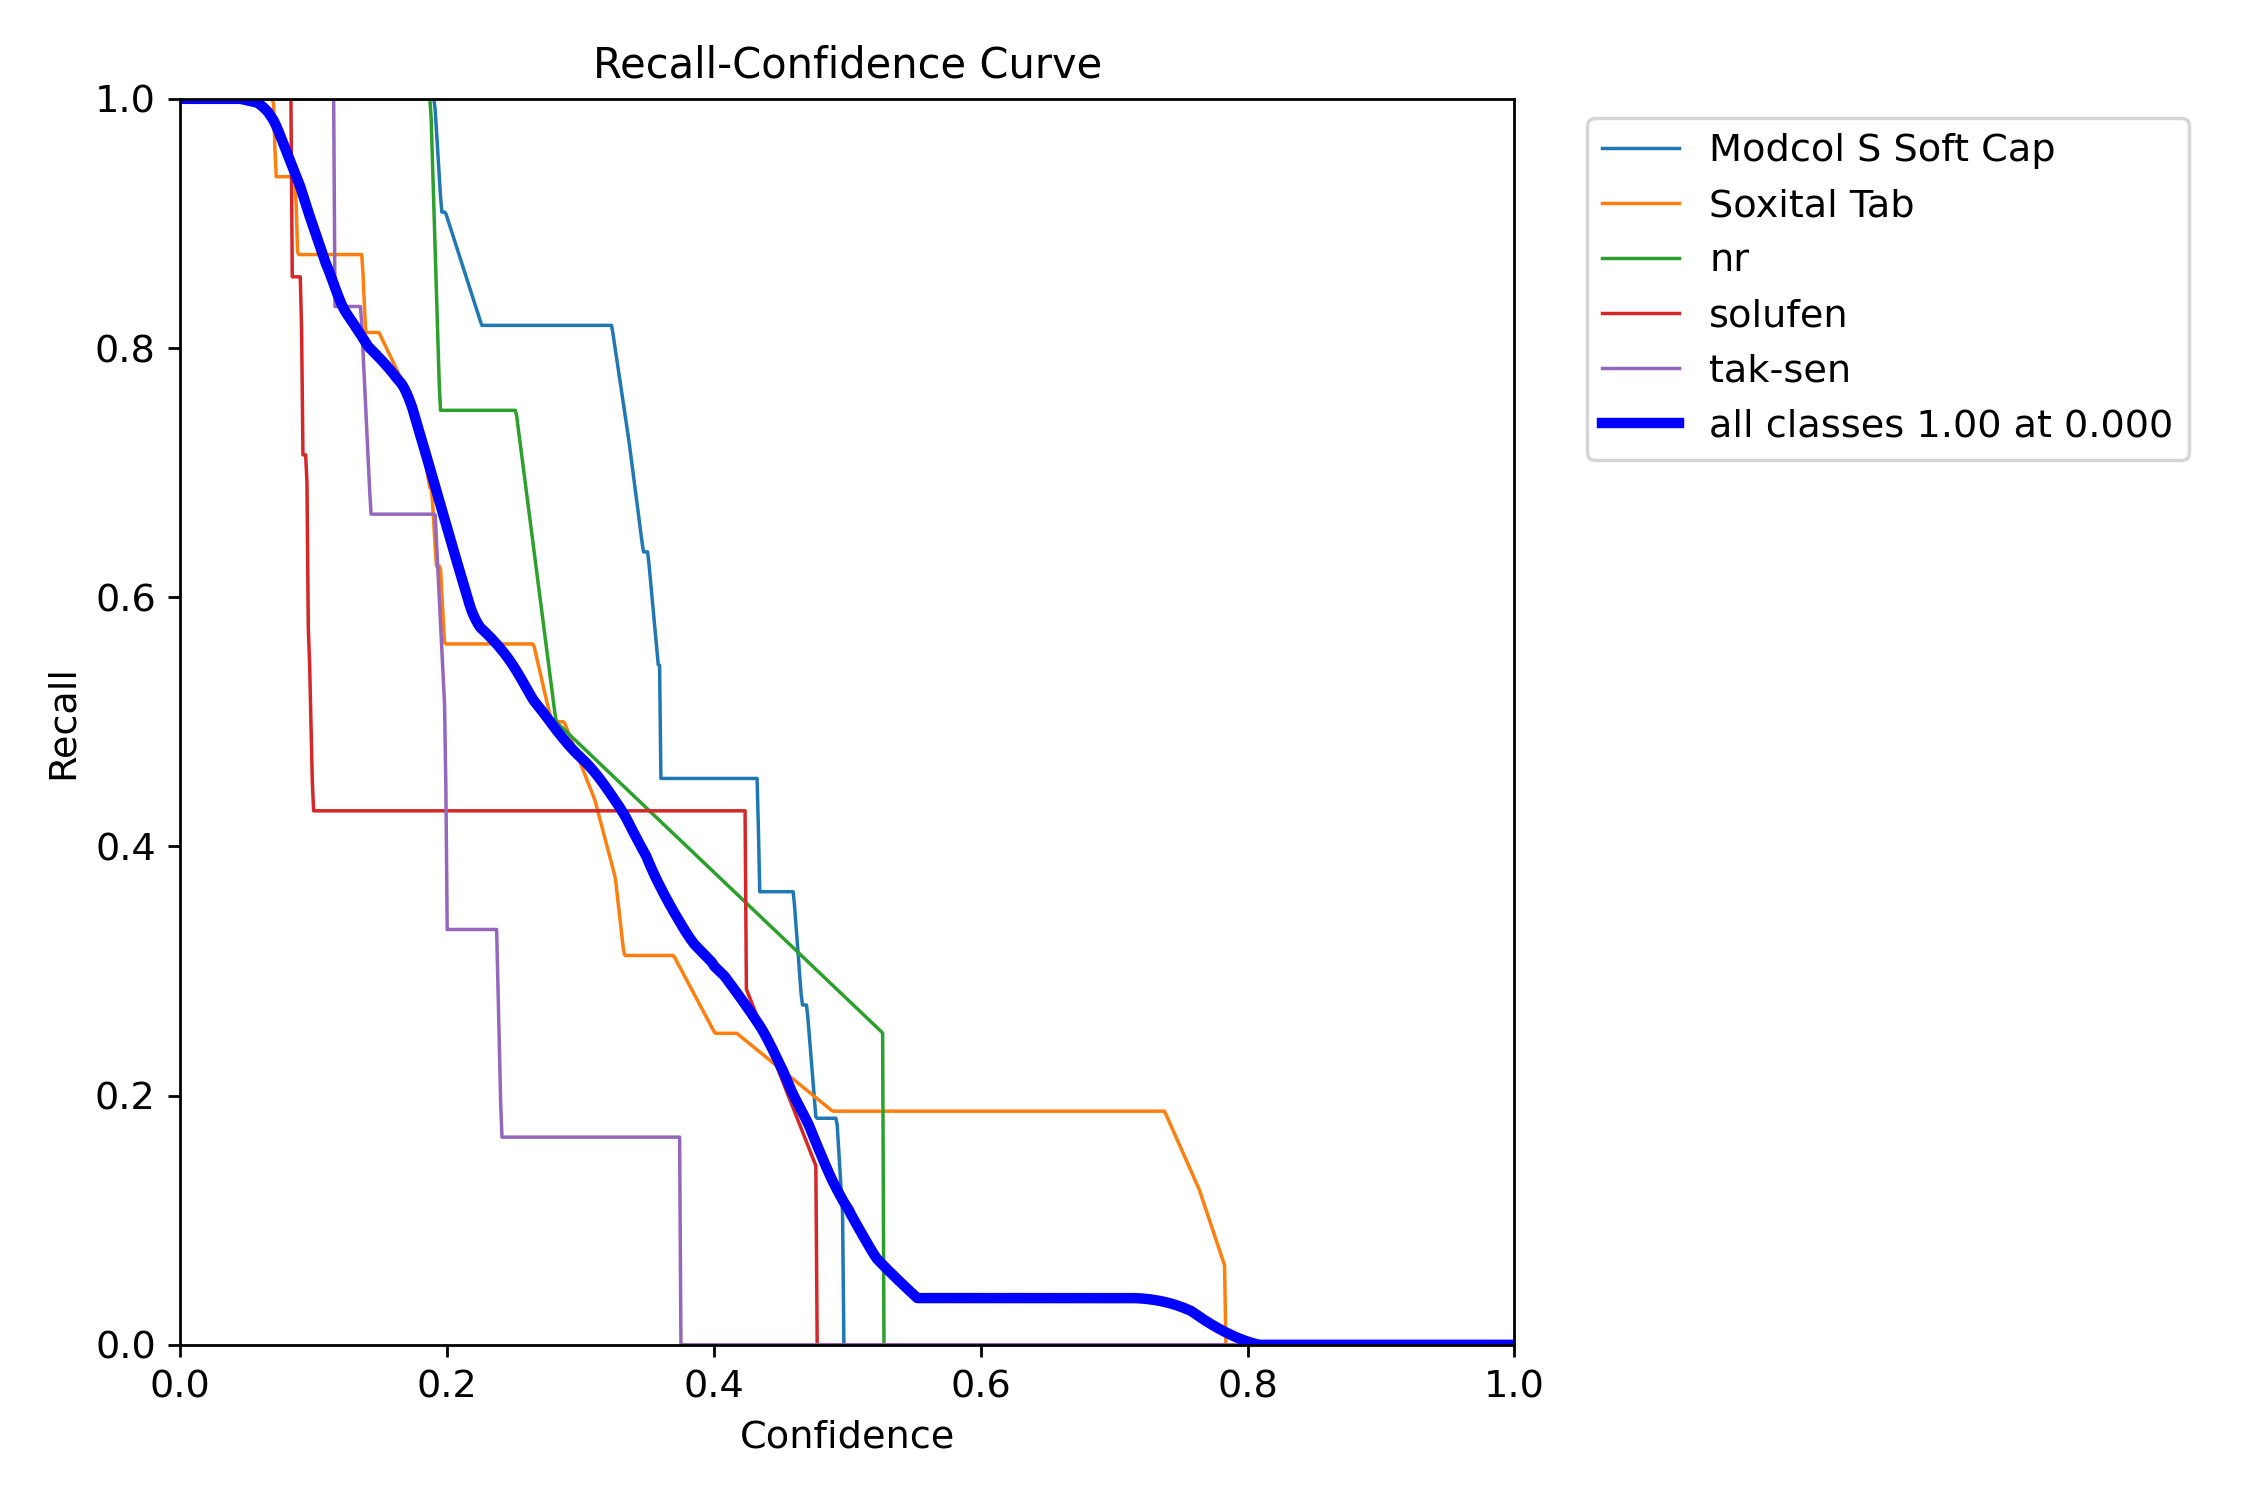 Recall-Confidence Curve
1.0
0.8
0.6
0.4
0.2
0.0
Recall
0.0 0.2 0.4 0.6 0.8 1.0
Confidence
Modcol S Soft Cap
Soxital Tab
nr
solufen
tak-sen
all classes 1.00 at 0.000